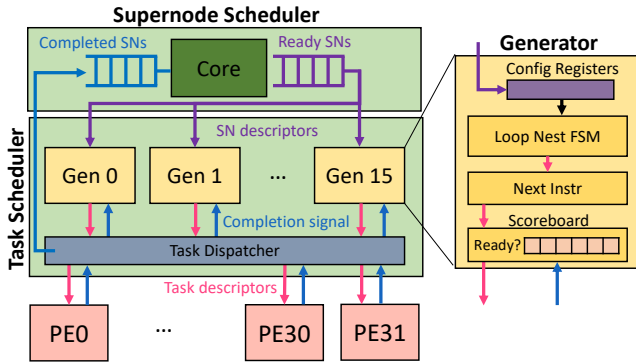 Supernode Scheduler
Completed SNs
Ready SNs
Core
Generator
Config Registers
Task Scheduler
SN descriptors
Loop Nest FSM
Gen 0
Gen 1
...
Gen 15
Next Instr
Completion signal
Scoreboard
Task Dispatcher
Ready?
Task descriptors
PE0
...
PE30
PE31